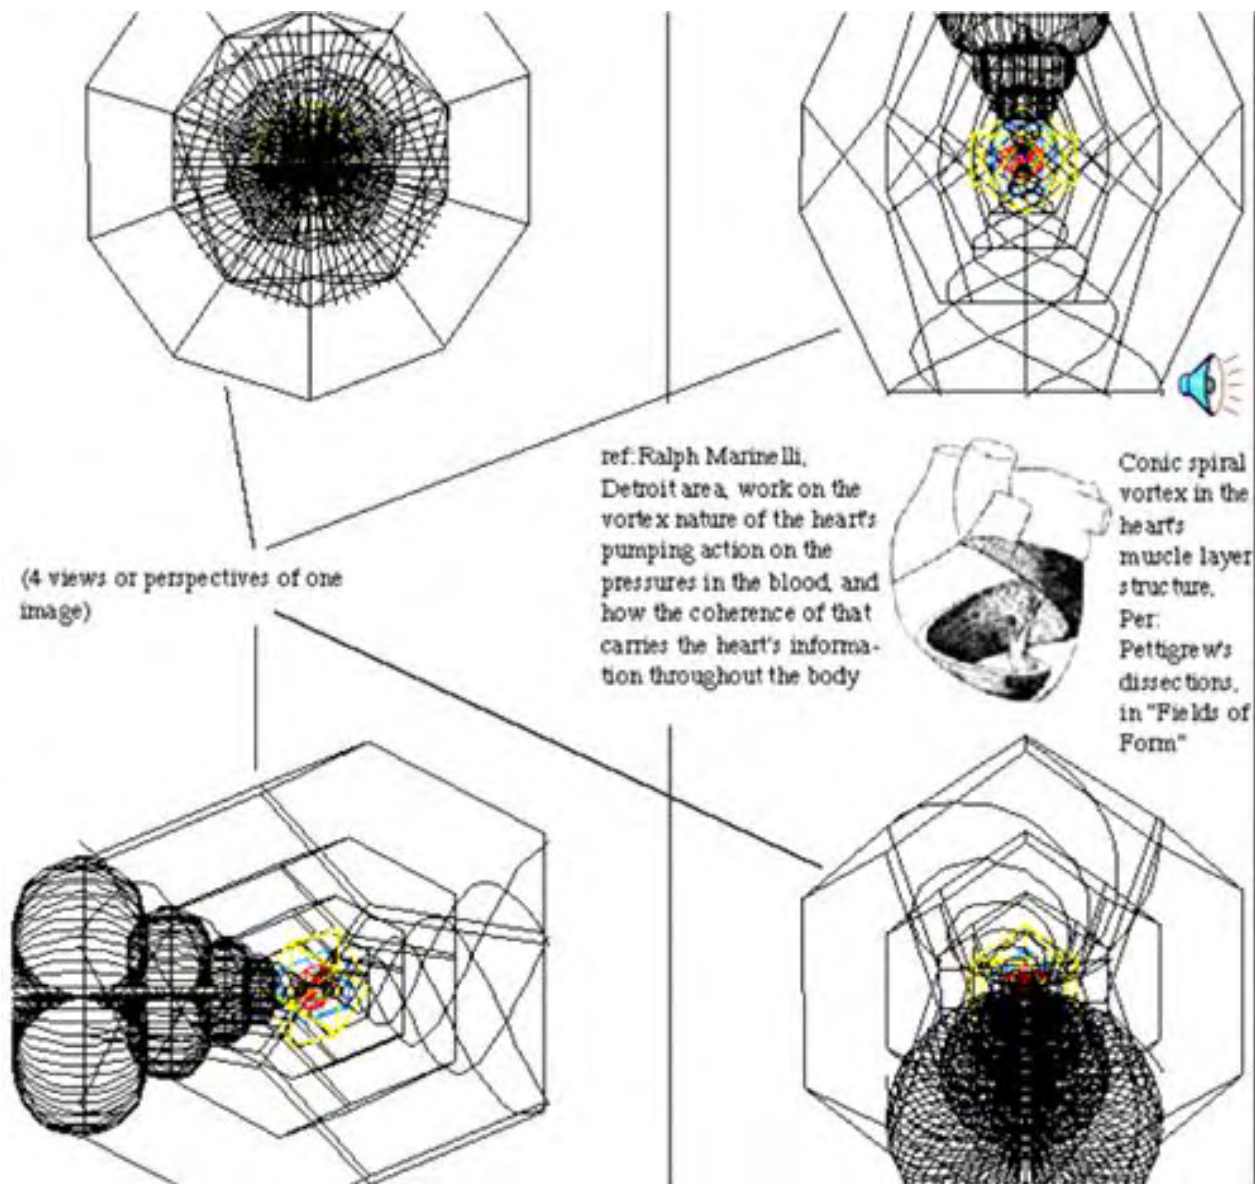 ref: Ralph Marinelli,
Detroit area, work on the
vortex nature of the heart's
pumping action on the
pressures in the blood, and
how the coherence of that
carries the heart's informa-
tion throughout the body
Conic spiral
vortex in the
heart's
muscle layer
structure,
Per:
Pettigrew's
dissections,
in "Fields of
Form"
(4 views or perspectives of one
image)